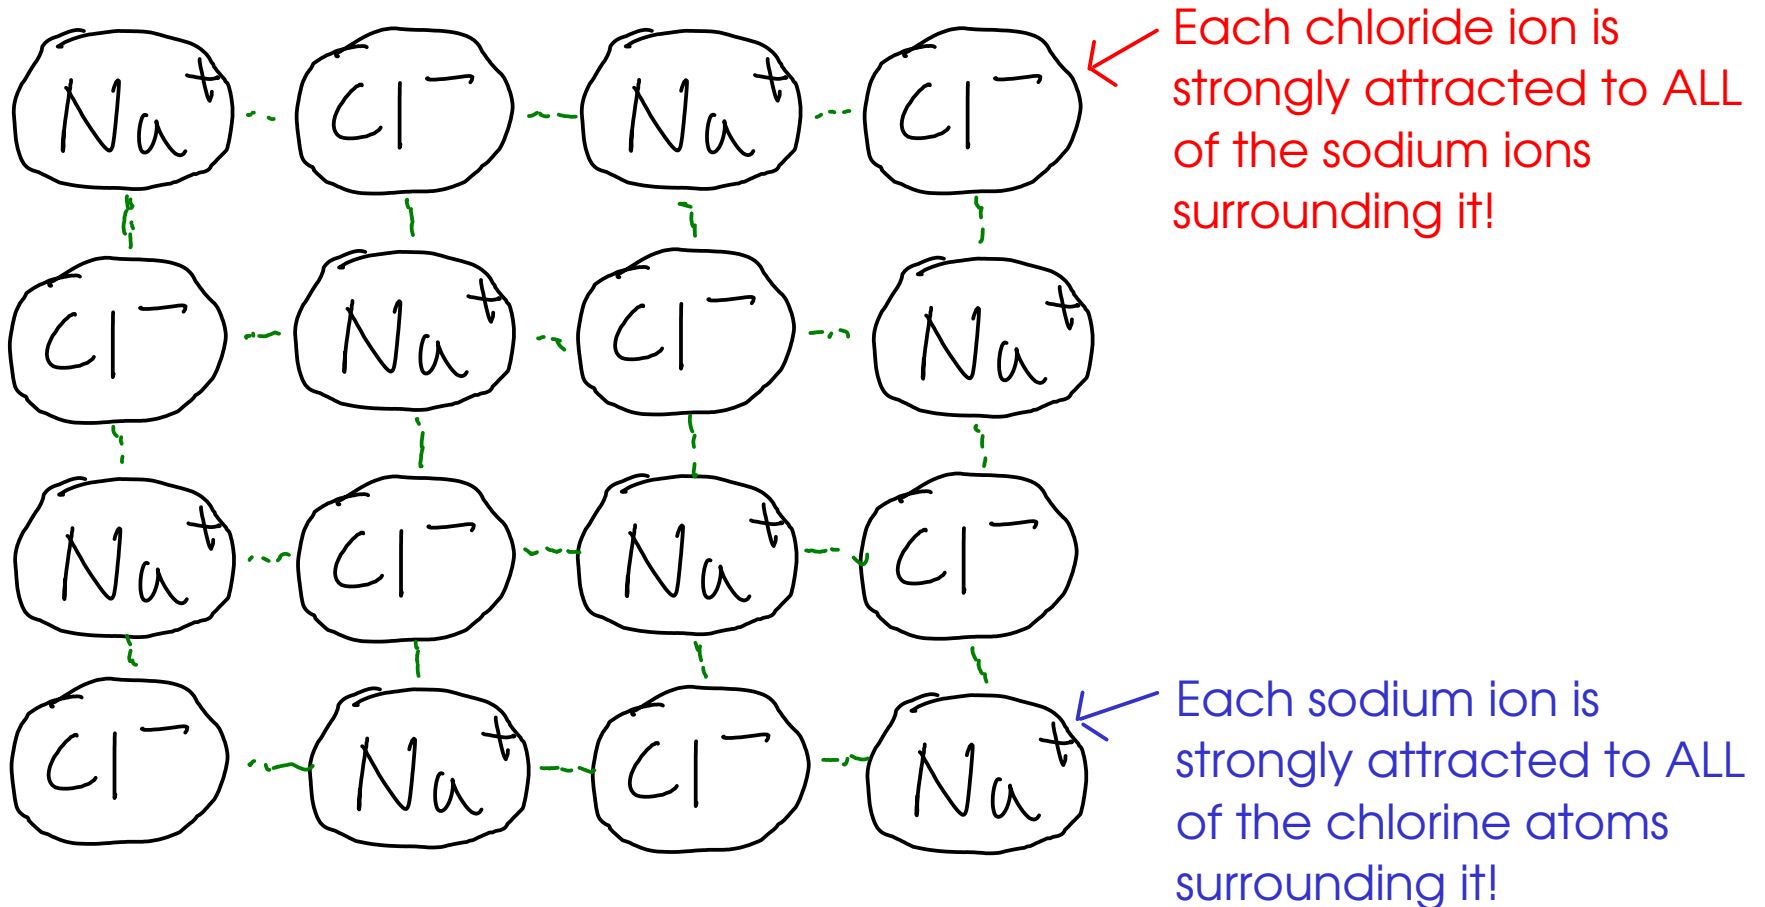 Na⁺ Cl⁻ Na⁺ Cl⁻
Each chloride ion is
strongly attracted to ALL
of the sodium ions
surrounding it!
Cl⁻ Na⁺ Cl⁻ Na⁺
Na⁺ Cl⁻ Na⁺ Cl⁻
Cl⁻ Na⁺ Cl⁻ Na⁺
Each sodium ion is
strongly attracted to ALL
of the chlorine atoms
surrounding it!